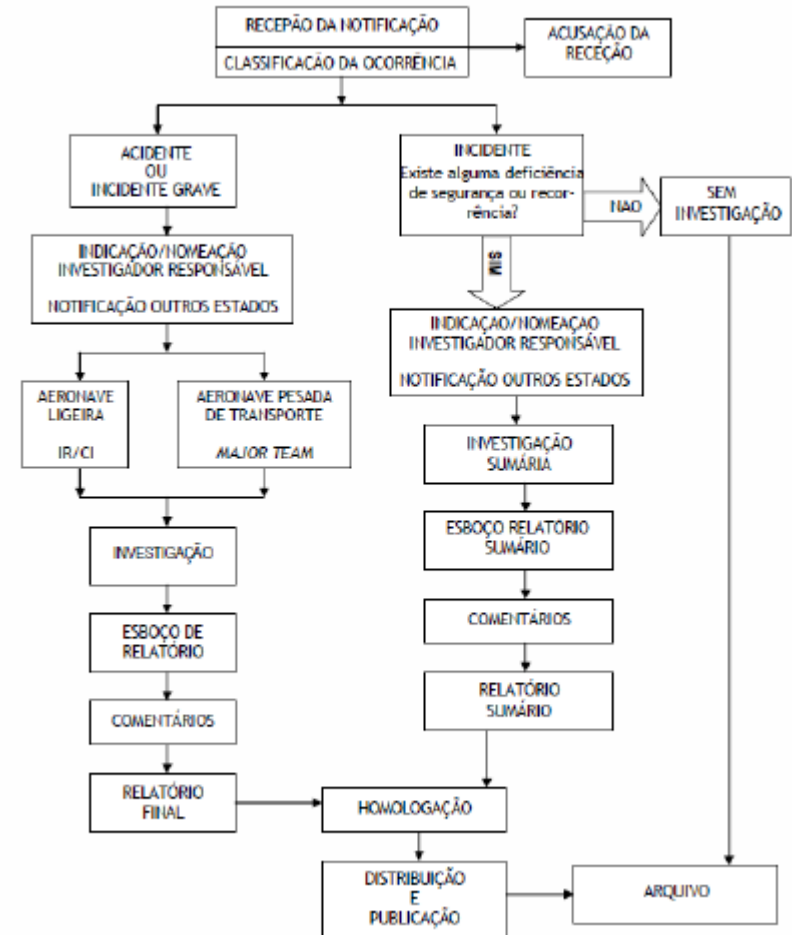 RECEPÃO DA NOTIFICAÇÃO
CLASSIFICAÇÃO DA OCORRÊNCIA
ACUSAÇÃO DA
RECEÇÃO
ACIDENTE
OU
INCIDENTE GRAVE
INCIDENTE
Existe alguma deficiência
de segurança ou recor-
rência?
NAO
SEM
INVESTIGAÇÃO
SIM
INDICAÇÃO/NOMEAÇÃO
INVESTIGADOR RESPONSÁVEL
NOTIFICAÇÃO OUTROS ESTADOS
INDICAÇAO/NOMEAÇAO
INVESTIGADOR RESPONSÁVEL
NOTIFICAÇÃO OUTROS ESTADOS
AERONAVE
LIGEIRA
IR/CI
AERONAVE PESADA
DE TRANSPORTE
MAJOR TEAM
INVESTIGAÇÃO
SUMÁRIA
INVESTIGAÇÃO
ESBOÇO RELATÓRIO
SUMÁRIO
ESBOÇO DE
RELATÓRIO
COMENTÁRIOS
COMENTÁRIOS
RELATÓRIO
SUMÁRIO
RELATÓRIO
FINAL
HOMOLOGAÇÃO
DISTRIBUIÇÃO
E
PUBLICAÇÃO
ARQUIVO